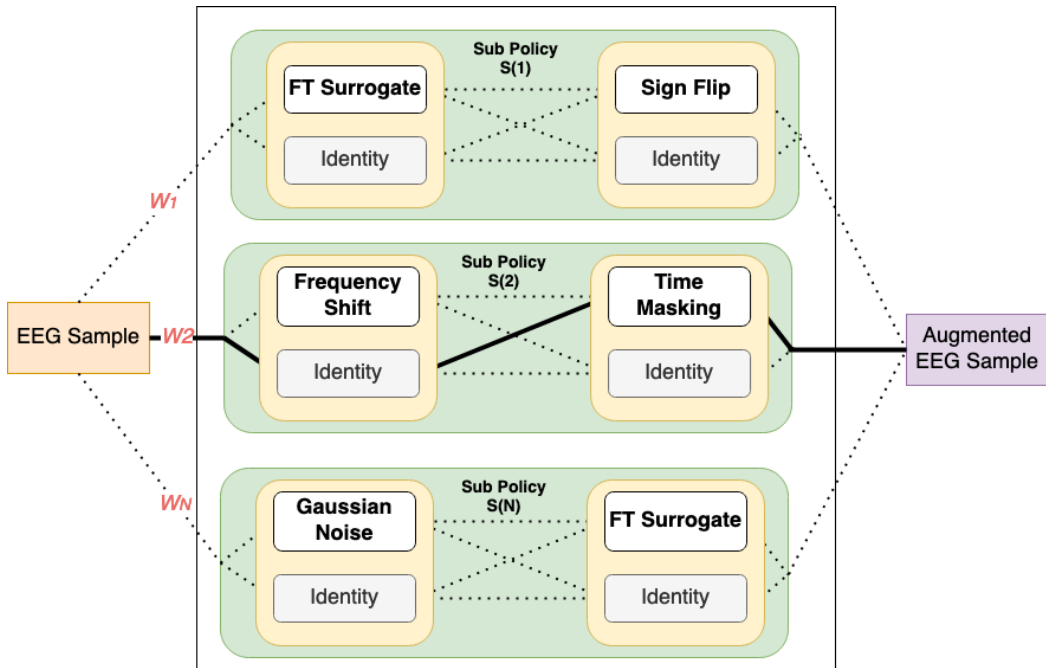 Sub Policy
S(1)
FT Surrogate
Sign Flip
Identity
Identity
W1
Sub Policy
S(2)
Frequency
Shift
Time
Masking
EEG Sample
W2
Identity
Identity
Augmented
EEG Sample
WN
Sub Policy
S(N)
Gaussian
Noise
FT Surrogate
Identity
Identity